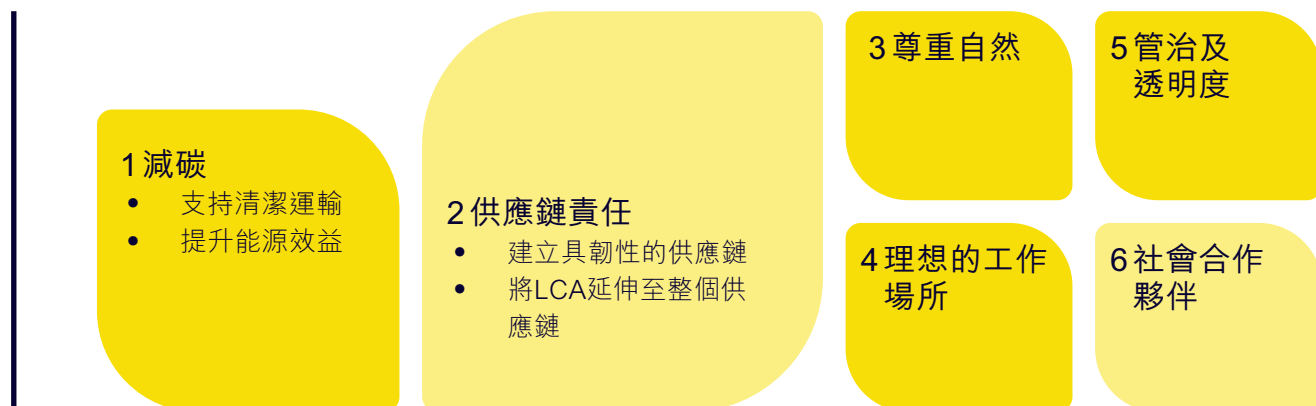 1減碳
• 支持清潔運輸
• 提升能源效益
2供應鏈責任
• 建立具韌性的供應鏈
• 將LCA延伸至整個供
應鏈
3尊重自然
4理想的工作
場所
5管治及
透明度
6社會合作
夥伴